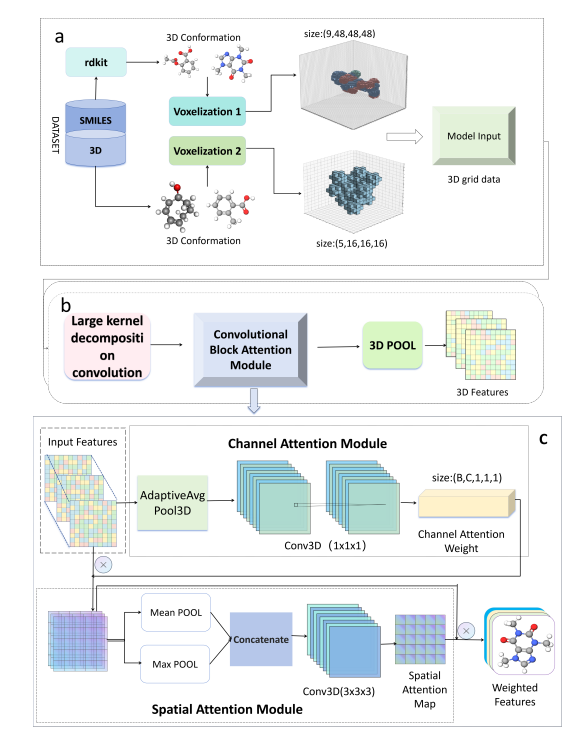 a
3D Conformation
size:(9,48,48,48)
rdkit
DATASET
SMILES
3D
Voxelization 1
Voxelization 2
Model Input
3D grid data
3D Conformation
size:(5,16,16,16)
b
Large kernel
decompositi
on
convolution
Convolutional
Block Attention
Module
3D POOL
3D Features
c
Input Features
Channel Attention Module
AdaptiveAvg
Pool3D
Conv3D (1x1x1)
size:(B,C,1,1,1)
Channel Attention
Weight
Mean POOL
Max POOL
Concatenate
Conv3D(3x3x3)
Spatial
Attention
Map
Weighted
Features
Spatial Attention Module